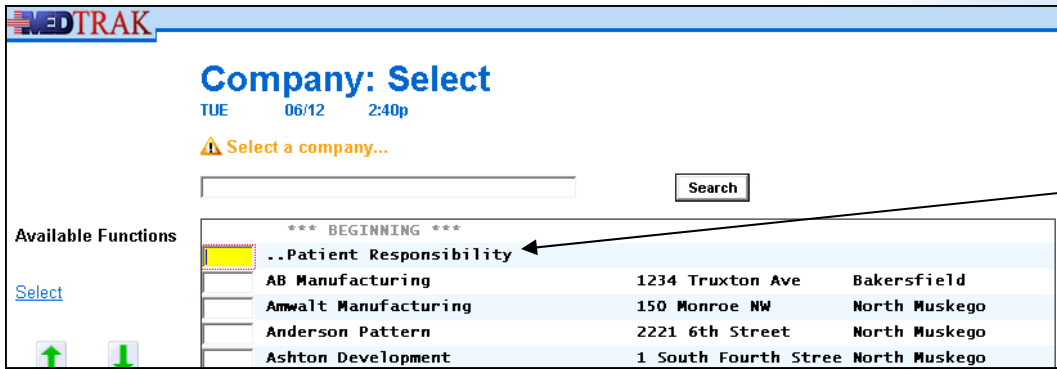 MEDTRAK
Company: Select
TUE 06/12 2:40p
Select a company...
Search
Available Functions
Select
*** BEGINNING ***
..Patient Responsibility
AB Manufacturing 1234 Truxton Ave Bakersfield
Amwalt Manufacturing 150 Monroe NW North Muskego
Anderson Pattern 2221 6th Street North Muskego
Ashton Development 1 South Fourth Stree North Muskego